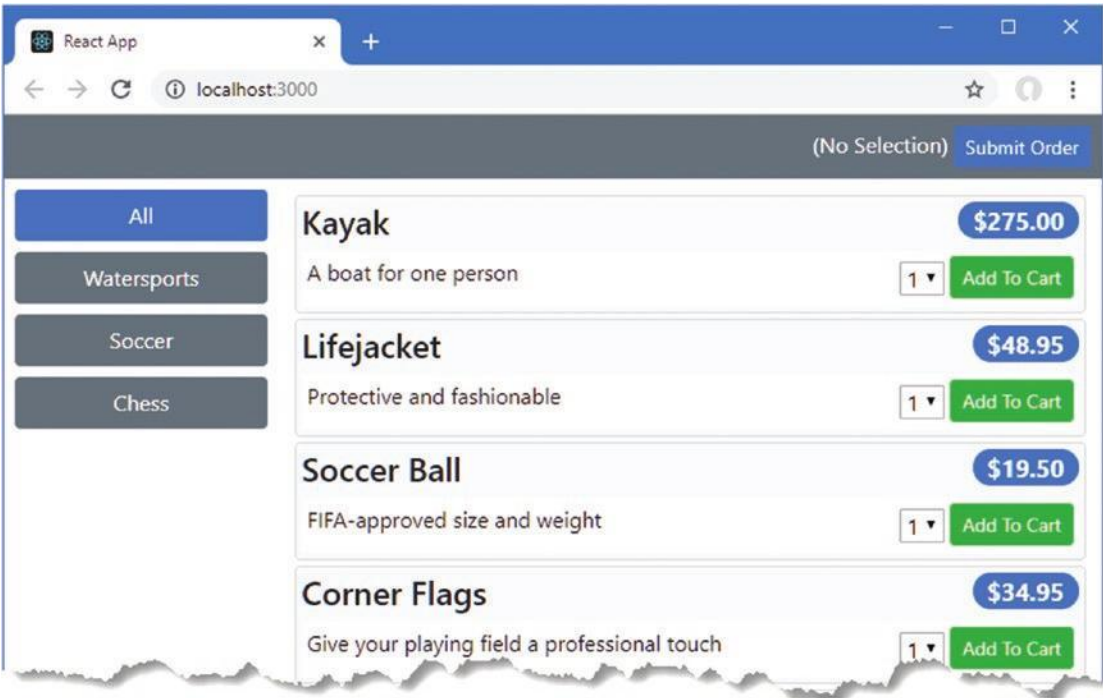 React App
localhost:3000
(No Selection) Submit Order
All
Watersports
Soccer
Chess
Kayak $275.00
A boat for one person 1 Add To Cart
Lifejacket $48.95
Protective and fashionable 1 Add To Cart
Soccer Ball $19.50
FIFA-approved size and weight 1 Add To Cart
Corner Flags $34.95
Give your playing field a professional touch 1 Add To Cart